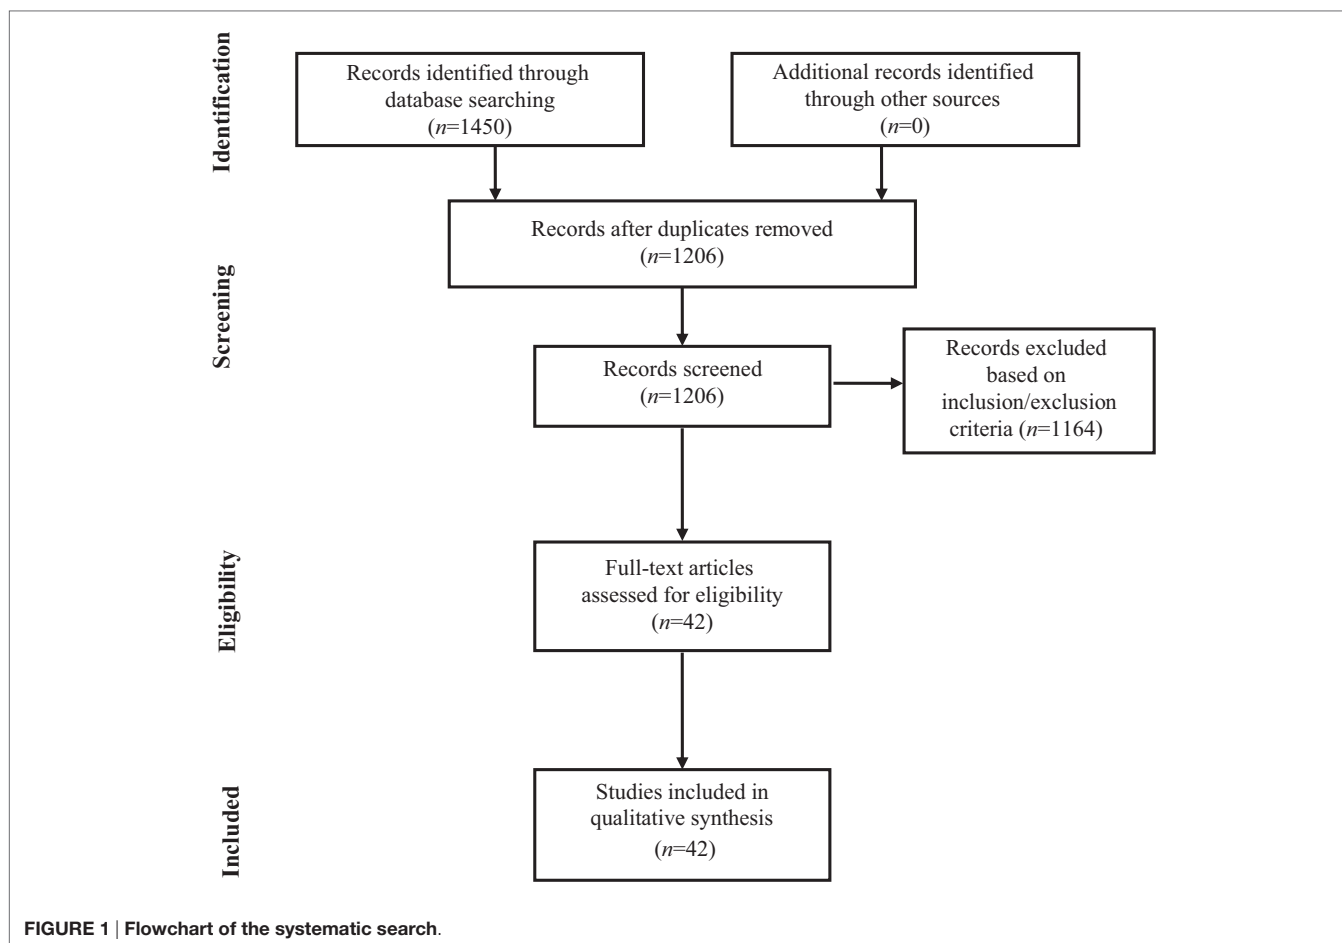 Identification
Records identified through
database searching
(n=1450)
Additional records identified
through other sources
(n=0)
Records after duplicates removed
(n=1206)
Screening
Records screened
(n=1206)
Records excluded
based on
inclusion/exclusion
criteria (n=1164)
Eligibility
Full-text articles
assessed for eligibility
(n=42)
Included
Studies included in
qualitative synthesis
(n=42)
FIGURE 1 | Flowchart of the systematic search.